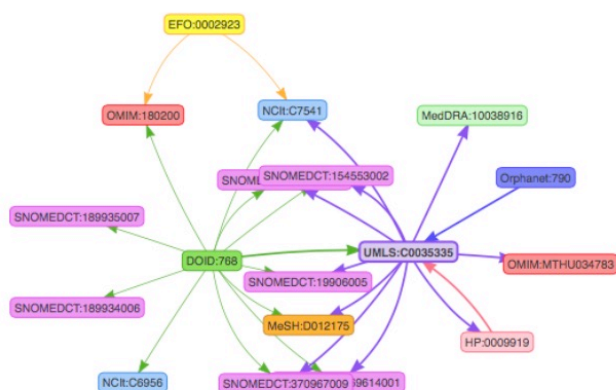 EFO:0002923
OMIM:180200
NCIt:C7541
MedDRA:10038916
SNOMEDCT:154553002
Orphanet:790
SNOMEDCT:189935007
DOID:768
UMLS:C0035335
OMIM:MTHU034783
SNOMEDCT:19906005
SNOMEDCT:189934006
MeSH:D012175
HP:0009919
NCIt:C6956
SNOMEDCT:370967009